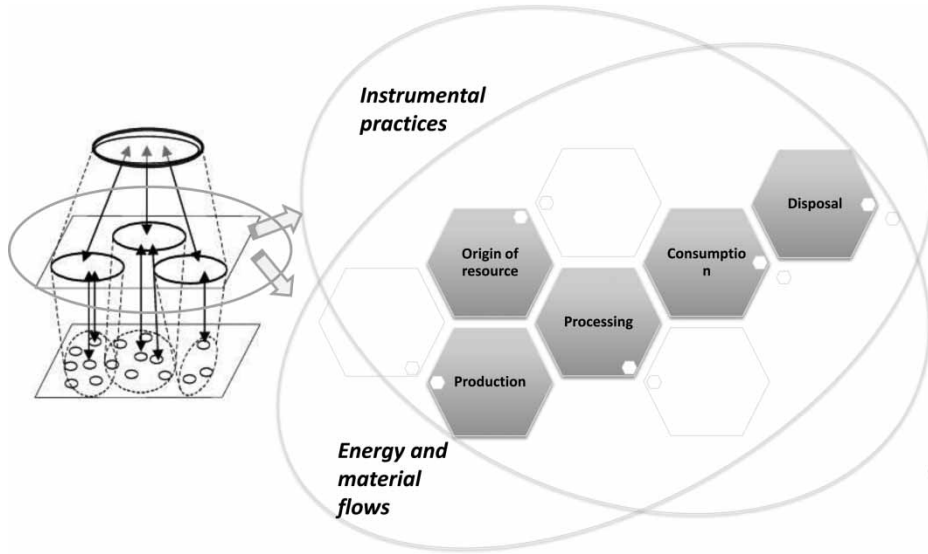 Instrumental
practices
Disposal
Origin of
resource
Consumptio
n
Processing
Production
Energy and
material
flows